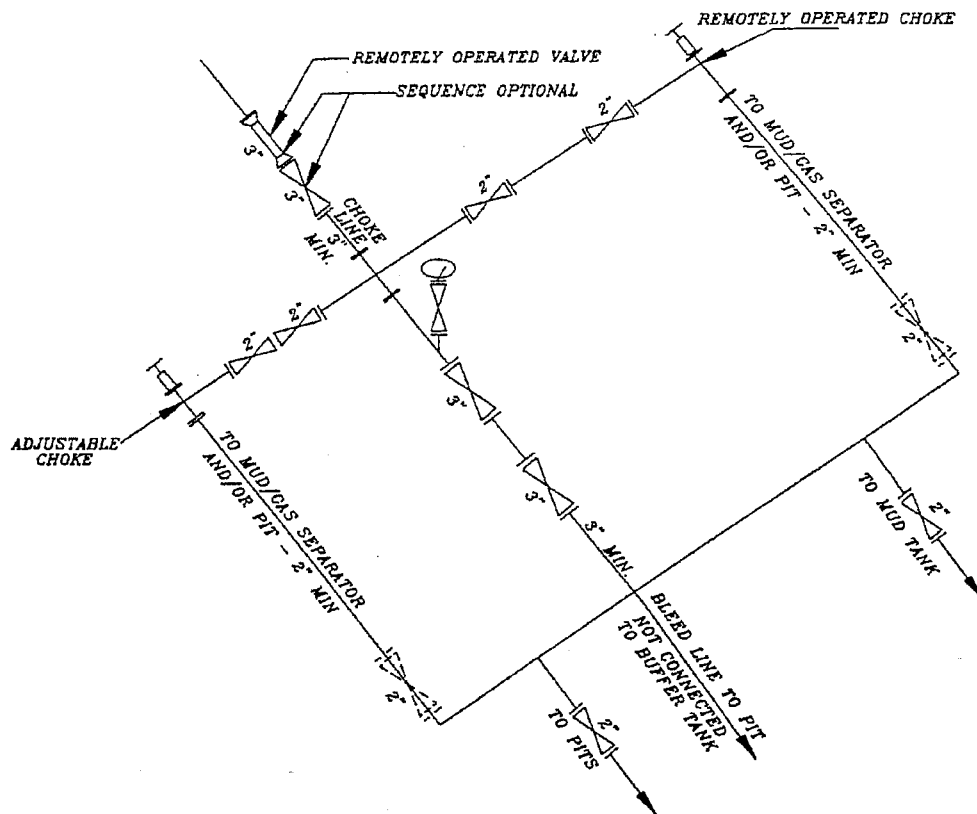 REMOTELY OPERATED CHOKE
REMOTELY OPERATED VALVE
SEQUENCE OPTIONAL
3"
3"
CHOKE
LINE
3"
MIN.
2"
2"
TO MUD/GAS SEPARATOR
AND/OR PIT - 2" MIN
2"
2"
2"
ADJUSTABLE
CHOKE
TO MUD/GAS SEPARATOR
AND/OR PIT - 2" MIN
2"
3"
3"
3" MIN.
2"
TO MUD TANK
BLEED LINE TO PIT
NOT CONNECTED
TO BUFFER TANK
2"
TO PITS